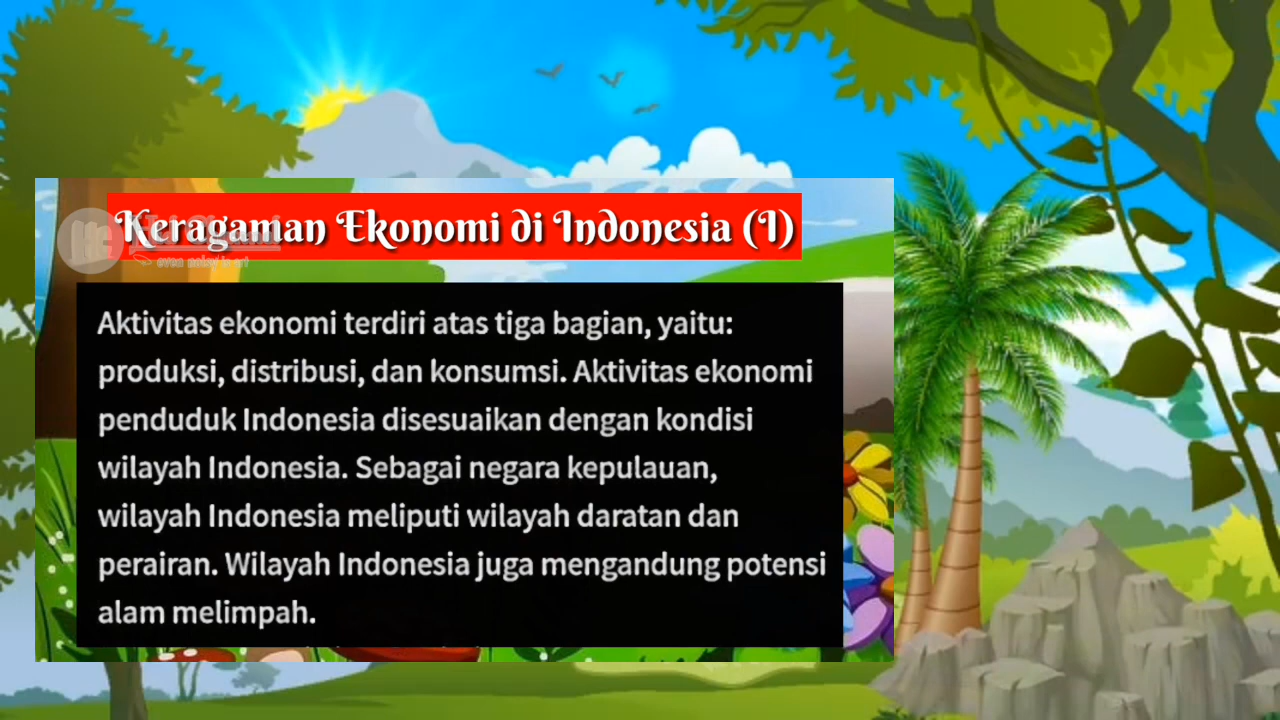 Keragaman Ekonomi di Indonesia (I)
Aktivitas ekonomi terdiri atas tiga bagian, yaitu:
produksi, distribusi, dan konsumsi. Aktivitas ekonomi
penduduk Indonesia disesuaikan dengan kondisi
wilayah Indonesia. Sebagai negara kepulauan,
wilayah Indonesia meliputi wilayah daratan dan
perairan. Wilayah Indonesia juga mengandung potensi
alam melimpah.